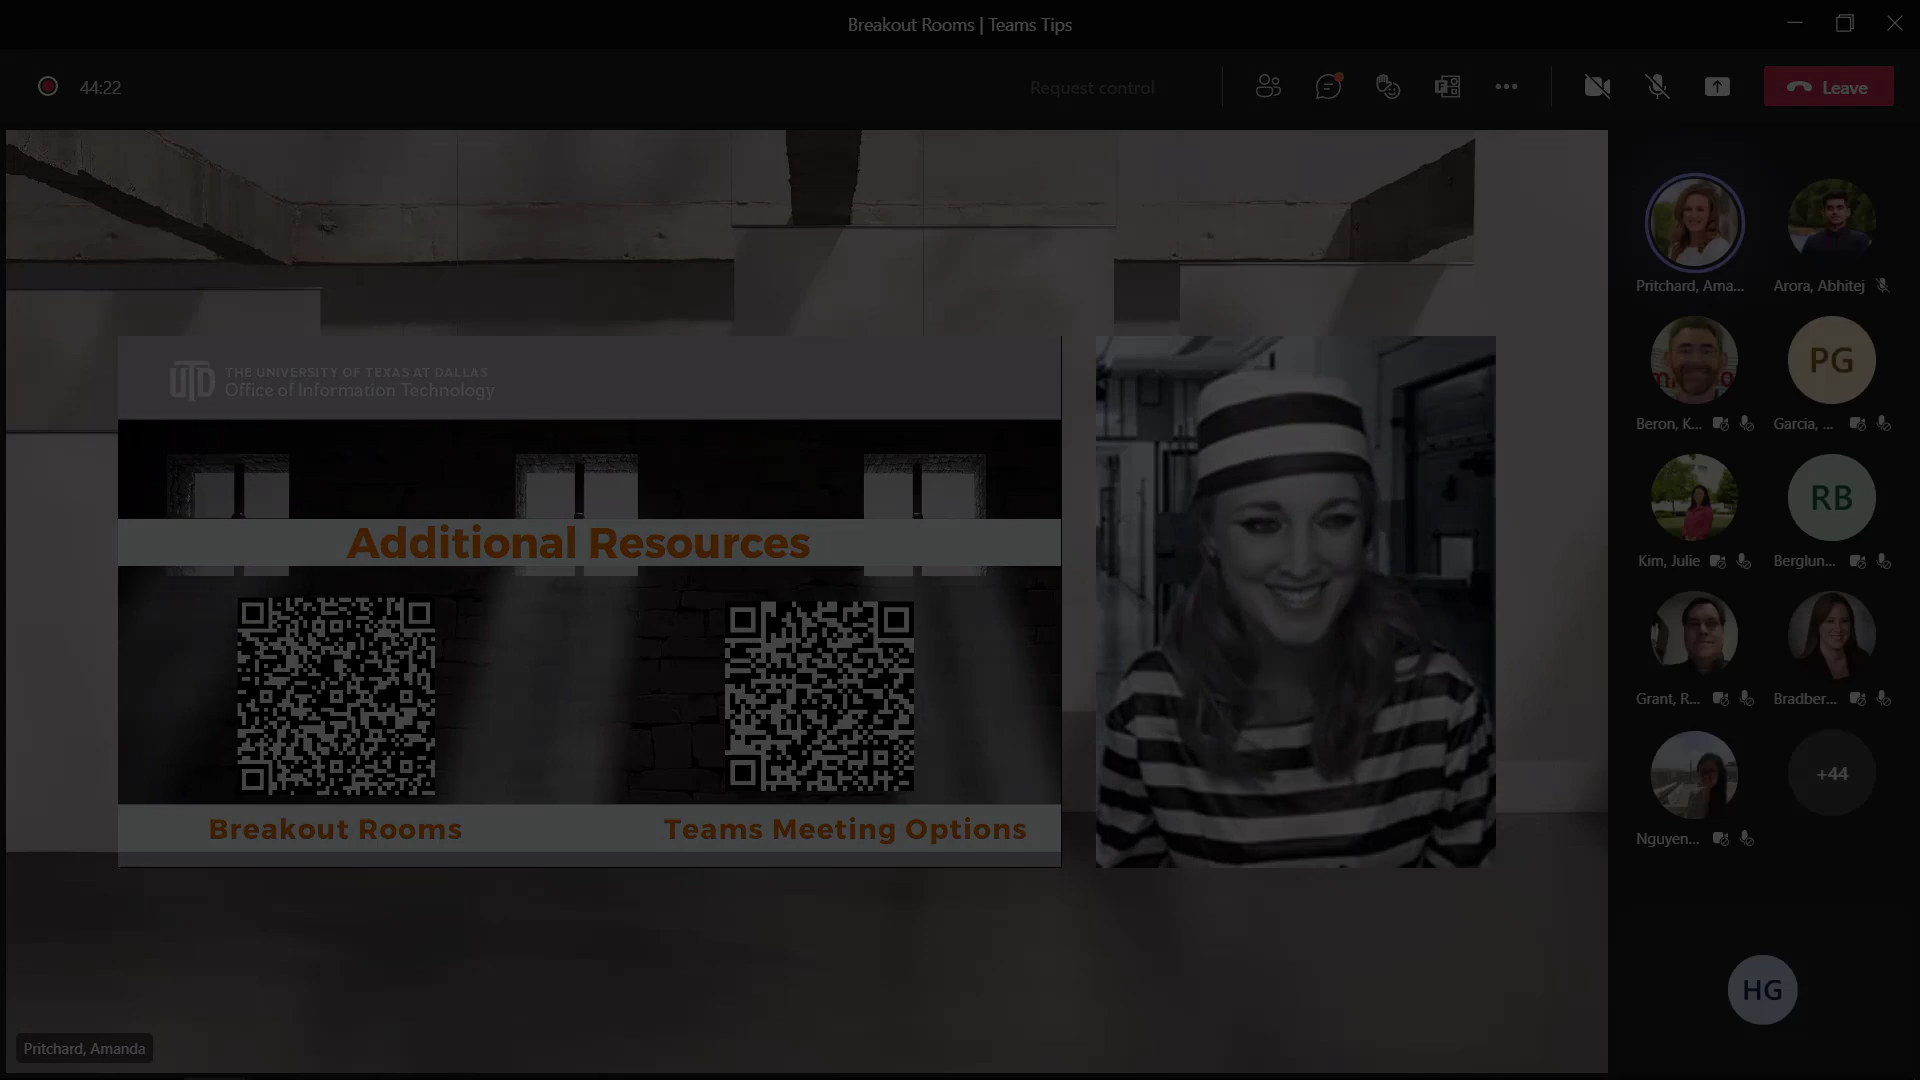 Breakout Rooms | Teams Tips
44:22
Request control
Leave
THE UNIVERSITY OF TEXAS AT DALLAS
Office of Information Technology
UTD
Additional Resources
Breakout Rooms
Teams Meeting Options
Pritchard, Ama...
Arora, Abhitej
PG
Beron, K...
Garcia, ...
RB
Kim, Julie
Berglun...
Grant, R...
Bradber...
+44
Nguyen...
HG
Pritchard, Amanda